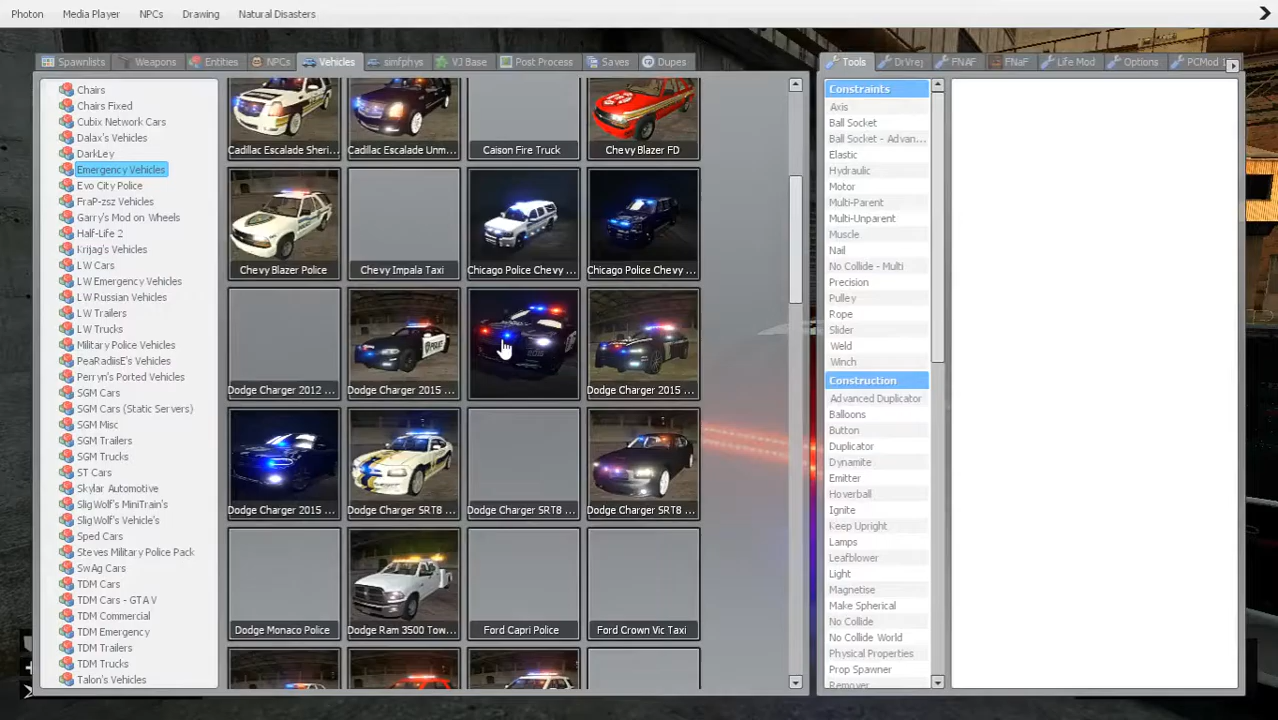 Photon Media Player NPCs Drawing Natural Disasters
Spawnlists Weapons Entities NPCs Vehicles simfphys VJ Base Post Process Saves Dupes
Chairs
Chairs Fixed
Cubix Network Cars
Dalax's Vehicles
DarkLey
Emergency Vehicles
Evo City Police
FraP-zsz Vehicles
Garry's Mod on Wheels
Half-Life 2
Krijag's Vehicles
LW Cars
LW Emergency Vehicles
LW Russian Vehicles
LW Trailers
LW Trucks
Military Police Vehicles
PeaRadiisE's Vehicles
Perryn's Ported Vehicles
SGM Cars
SGM Cars (Static Servers)
SGM Misc
SGM Trailers
SGM Trucks
ST Cars
Skylar Automotive
SligWolf's MiniTrain's
SligWolf's Vehicle's
Sped Cars
Steves Military Police Pack
SwAg Cars
TDM Cars
TDM Cars - GTA V
TDM Commercial
TDM Emergency
TDM Trailers
TDM Trucks
Talon's Vehicles
Cadillac Escalade Sheri... Cadillac Escalade Unm... Caison Fire Truck Chevy Blazer FD
Chevy Blazer Police Chevy Impala Taxi Chicago Police Chevy ... Chicago Police Chevy ...
Dodge Charger 2012 ... Dodge Charger 2015 ... Dodge Charger 2015 ...
Dodge Charger 2015 ... Dodge Charger SRT8 ... Dodge Charger SRT8 ... Dodge Charger SRT8 ...
Dodge Monaco Police Dodge Ram 3500 Tow... Ford Capri Police Ford Crown Vic Taxi
Tools DrVrej FNAF FNaF Life Mod Options PCMod
Constraints
Axis
Ball Socket
Ball Socket - Advan...
Elastic
Hydraulic
Motor
Multi-Parent
Multi-Unparent
Muscle
Nail
No Collide - Multi
Precision
Pulley
Rope
Slider
Weld
Winch
Construction
Advanced Duplicator
Balloons
Button
Duplicator
Dynamite
Emitter
Hoverball
Ignite
Keep Upright
Lamps
Leafblower
Light
Magnetise
Make Spherical
No Collide
No Collide World
Physical Properties
Prop Spawner
Remover